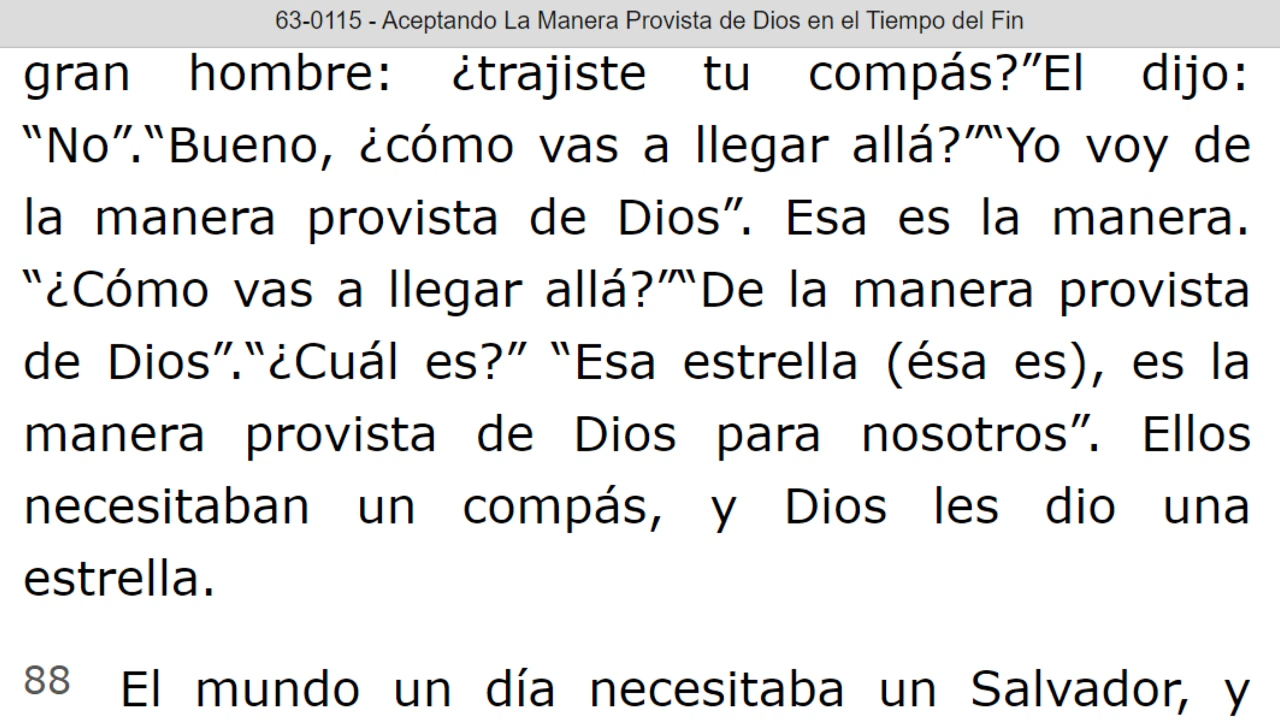 63-0115 - Aceptando La Manera Provista de Dios en el Tiempo del Fin
gran hombre: ¿trajiste tu compás?”El dijo:
“No”.“Bueno, ¿cómo vas a llegar allá?”“Yo voy de
la manera provista de Dios”. Esa es la manera.
“¿Cómo vas a llegar allá?”“De la manera provista
de Dios”.“¿Cuál es?” “Esa estrella (ésa es), es la
manera provista de Dios para nosotros”. Ellos
necesitaban un compás, y Dios les dio una
estrella.
88 El mundo un día necesitaba un Salvador, y